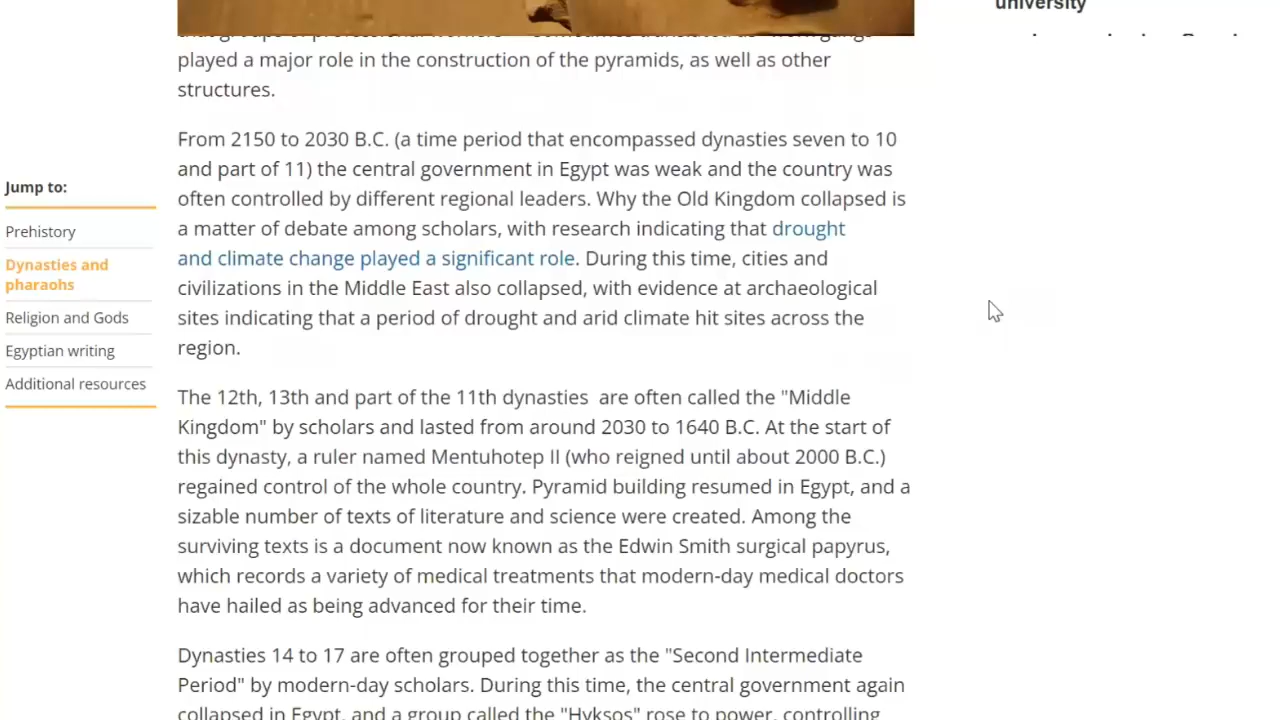 university
played a major role in the construction of the pyramids, as well as other
structures.
From 2150 to 2030 B.C. (a time period that encompassed dynasties seven to 10
and part of 11) the central government in Egypt was weak and the country was
often controlled by different regional leaders. Why the Old Kingdom collapsed is
a matter of debate among scholars, with research indicating that drought
and climate change played a significant role. During this time, cities and
civilizations in the Middle East also collapsed, with evidence at archaeological
sites indicating that a period of drought and arid climate hit sites across the
region.
The 12th, 13th and part of the 11th dynasties are often called the "Middle
Kingdom" by scholars and lasted from around 2030 to 1640 B.C. At the start of
this dynasty, a ruler named Mentuhotep II (who reigned until about 2000 B.C.)
regained control of the whole country. Pyramid building resumed in Egypt, and a
sizable number of texts of literature and science were created. Among the
surviving texts is a document now known as the Edwin Smith surgical papyrus,
which records a variety of medical treatments that modern-day medical doctors
have hailed as being advanced for their time.
Dynasties 14 to 17 are often grouped together as the "Second Intermediate
Period" by modern-day scholars. During this time, the central government again
collapsed in Egypt, and a group called the "Hyksos" rose to power, controlling
Jump to:
Prehistory
Dynasties and
pharaohs
Religion and Gods
Egyptian writing
Additional resources